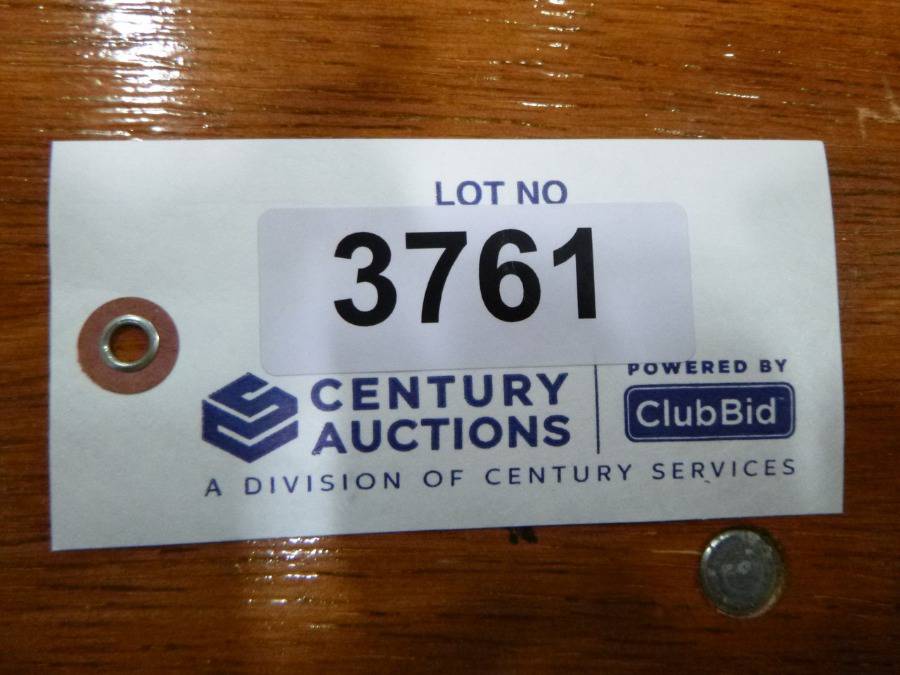 LOT NO
3761
CENTURY
AUCTIONS
POWERED BY
ClubBid
A DIVISION OF CENTURY SERVICES